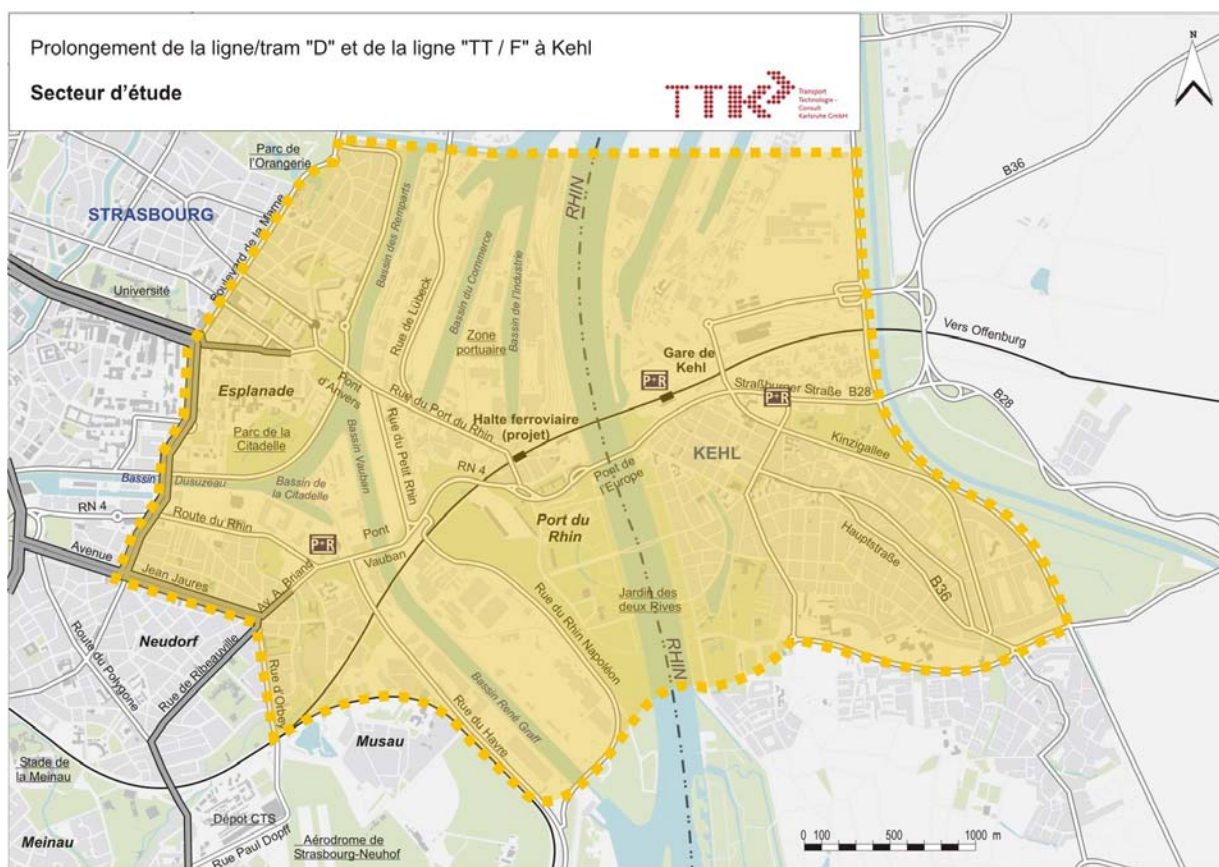 Prolongement de la ligne/tram "D" et de la ligne "TT / F" à Kehl
Secteur d'étude
TTK
Transport
Technologie -
Consult
Karlsruhe GmbH
N
Parc de
l'Orangerie
STRASBOURG
Boulevard de la Marne
Université
Bassin des Remparts
Rue de Lübeck
Bassin du Commerce
Bassin de l'Industrie
Zone
portuaire
RHIN
B36
Vers Offenburg
Gare de
Kehl
P+R
Straßburger Straße
B28
P+R
B28
Esplanade
Pont
d'Anvers
Rue du Port du Rhin
Halte ferroviaire
(projet)
Parc de la
Citadelle
Rue du Petit Rhin
Bassin Vauban
RN 4
Pont de
l'Europe
KEHL
Kinzigallee
Bassin
Dusuzeau
Bassin de
la Citadelle
RN 4
Route du Rhin
P+R
Pont
Vauban
Port du
Rhin
Hauptstraße
B36
Avenue
Jean Jaures
Av. A. Briand
Jardin des
deux Rives
Rue du Rhin Napoléon
RHIN
Neudorf
Route du Polygone
Rue de Ribeauville
Rue d'Orbey
Bassin René Graff
Rue du Havre
Musau
Stade de
la Meinau
Dépot CTS
Meinau
Rue Paul Dopff
Aérodrome de
Strasbourg-Neuhof
0 100 500 1000 m